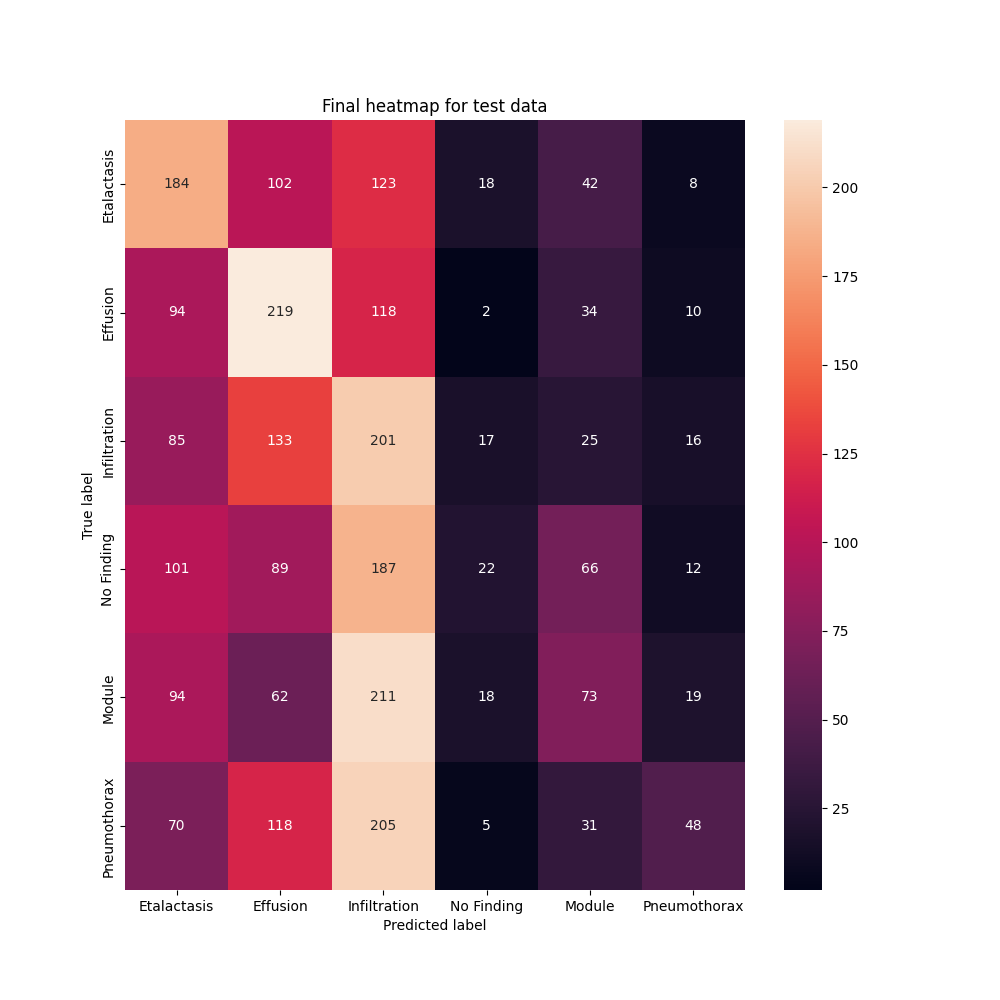 Final heatmap for test data
Etalactasis 184 102 123 18 42 8
Effusion 94 219 118 2 34 10
Infiltration 85 133 201 17 25 16
No Finding 101 89 187 22 66 12
Module 94 62 211 18 73 19
Pneumothorax 70 118 205 5 31 48
True label
Etalactasis Effusion Infiltration No Finding Module Pneumothorax
Predicted label
200
175
150
125
100
75
50
25